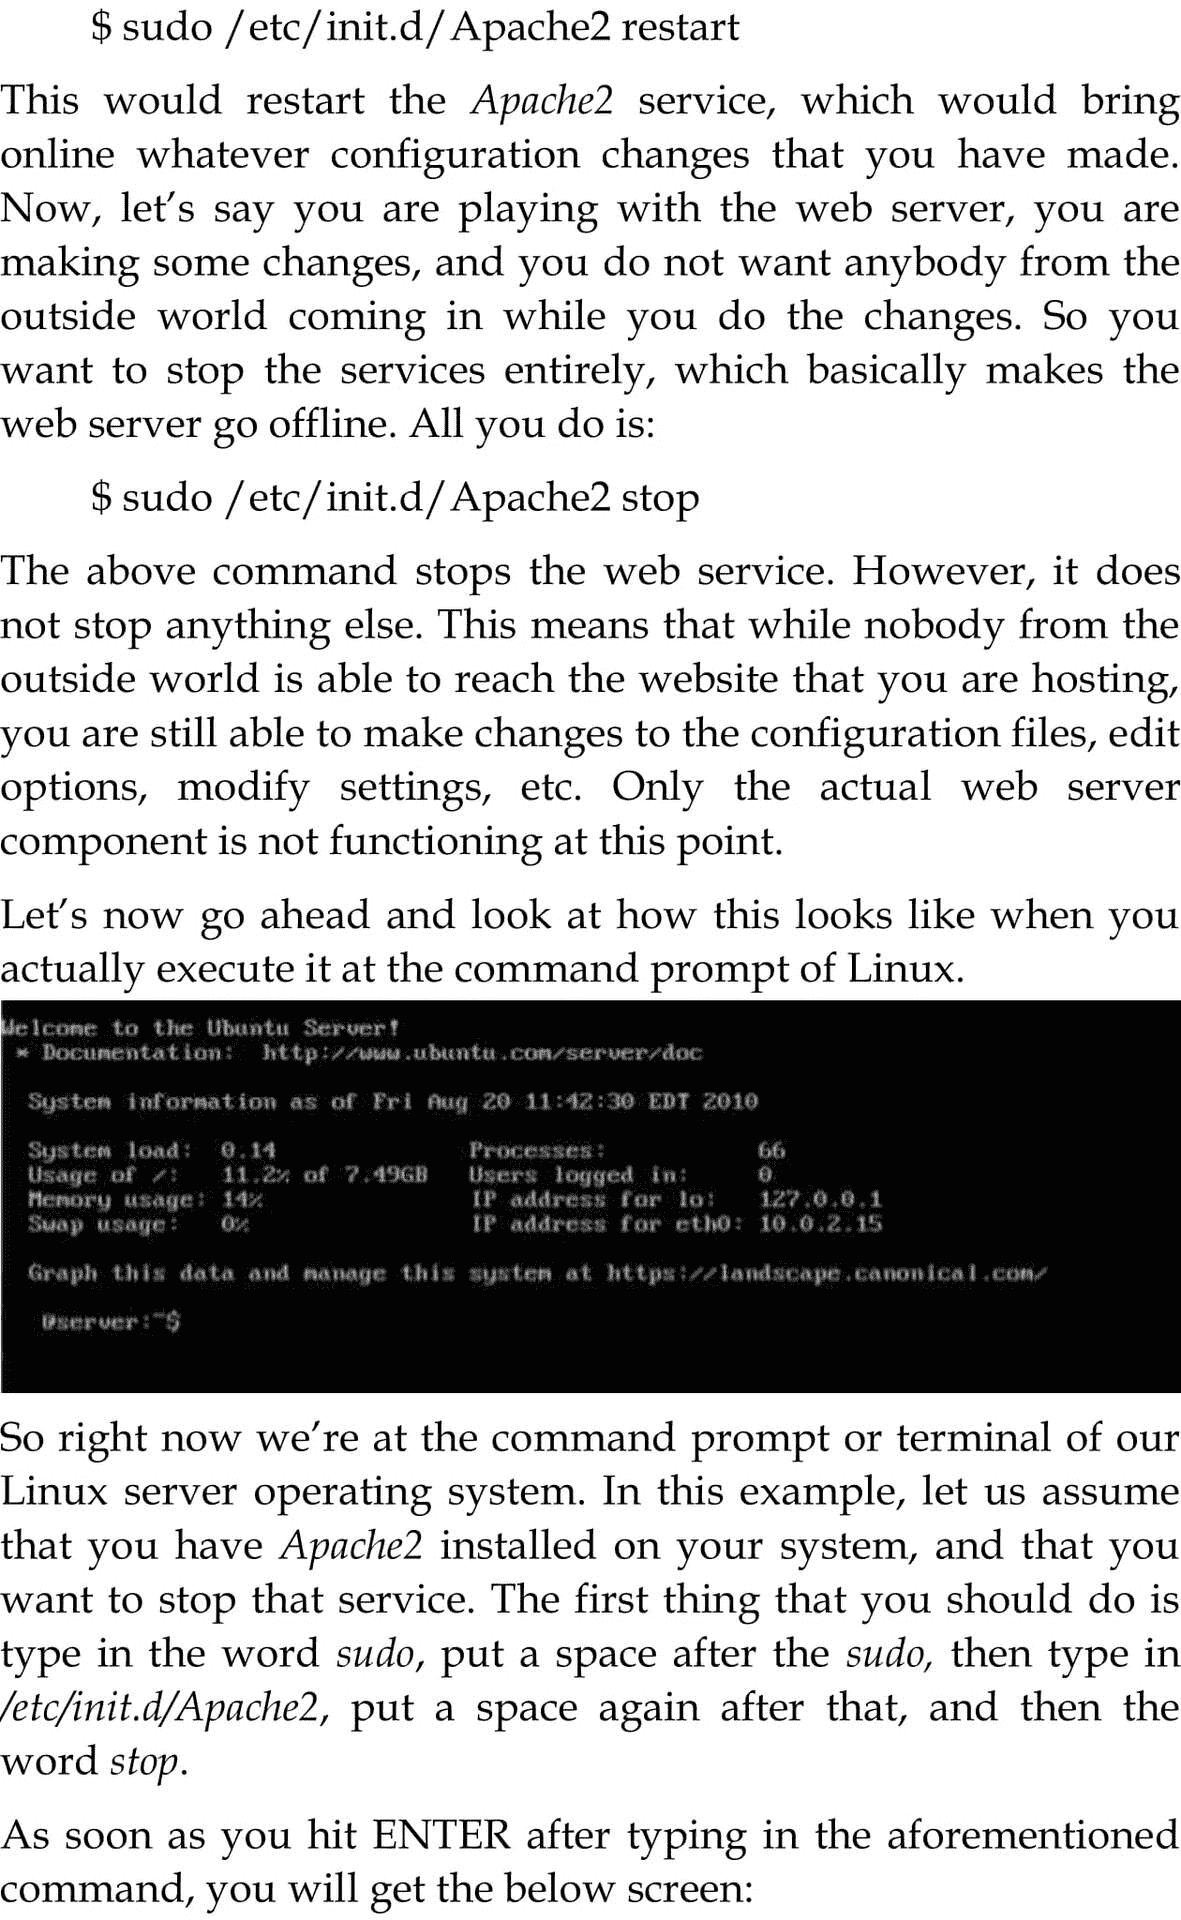 $ sudo /etc/init.d/Apache2 restart
This would restart the Apache2 service, which would bring
online whatever configuration changes that you have made.
Now, let's say you are playing with the web server, you are
making some changes, and you do not want anybody from the
outside world coming in while you do the changes. So you
want to stop the services entirely, which basically makes the
web server go offline. All you do is:
$ sudo /etc/init.d/Apache2 stop
The above command stops the web service. However, it does
not stop anything else. This means that while nobody from the
outside world is able to reach the website that you are hosting,
you are still able to make changes to the configuration files, edit
options, modify settings, etc. Only the actual web server
component is not functioning at this point.
Let's now go ahead and look at how this looks like when you
actually execute it at the command prompt of Linux.
Welcome to the Ubuntu Server!
* Documentation: http://www.ubuntu.com/server/doc
System information as of Fri Aug 20 11:42:30 EDT 2010
System load: 0.14 Processes: 66
Usage of /: 11.2% of 7.49GB Users logged in: 0
Memory usage: 14% IP address for lo: 127.0.0.1
Swap usage: 0% IP address for eth0: 10.0.2.15
Graph this data and manage this system at https://landscape.canonical.com/
@server:~$
So right now we're at the command prompt or terminal of our
Linux server operating system. In this example, let us assume
that you have Apache2 installed on your system, and that you
want to stop that service. The first thing that you should do is
type in the word sudo, put a space after the sudo, then type in
/etc/init.d/Apache2, put a space again after that, and then the
word stop.
As soon as you hit ENTER after typing in the aforementioned
command, you will get the below screen: